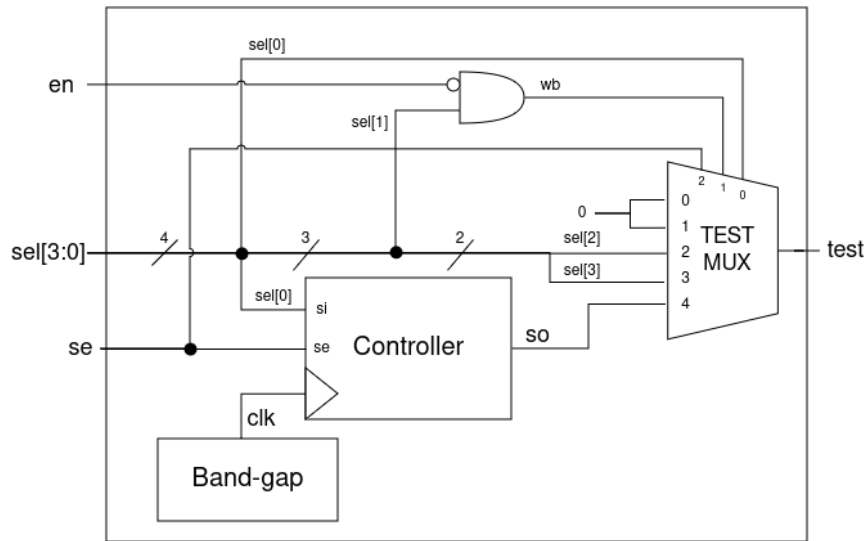 sel[0]
en
wb
sel[1]
2
1
0
0
0
1
TEST
MUX
2
3
4
4
3
2
sel[3:0]
sel[2]
sel[3]
test
sel[0]
si
se
se
Controller
so
clk
Band-gap